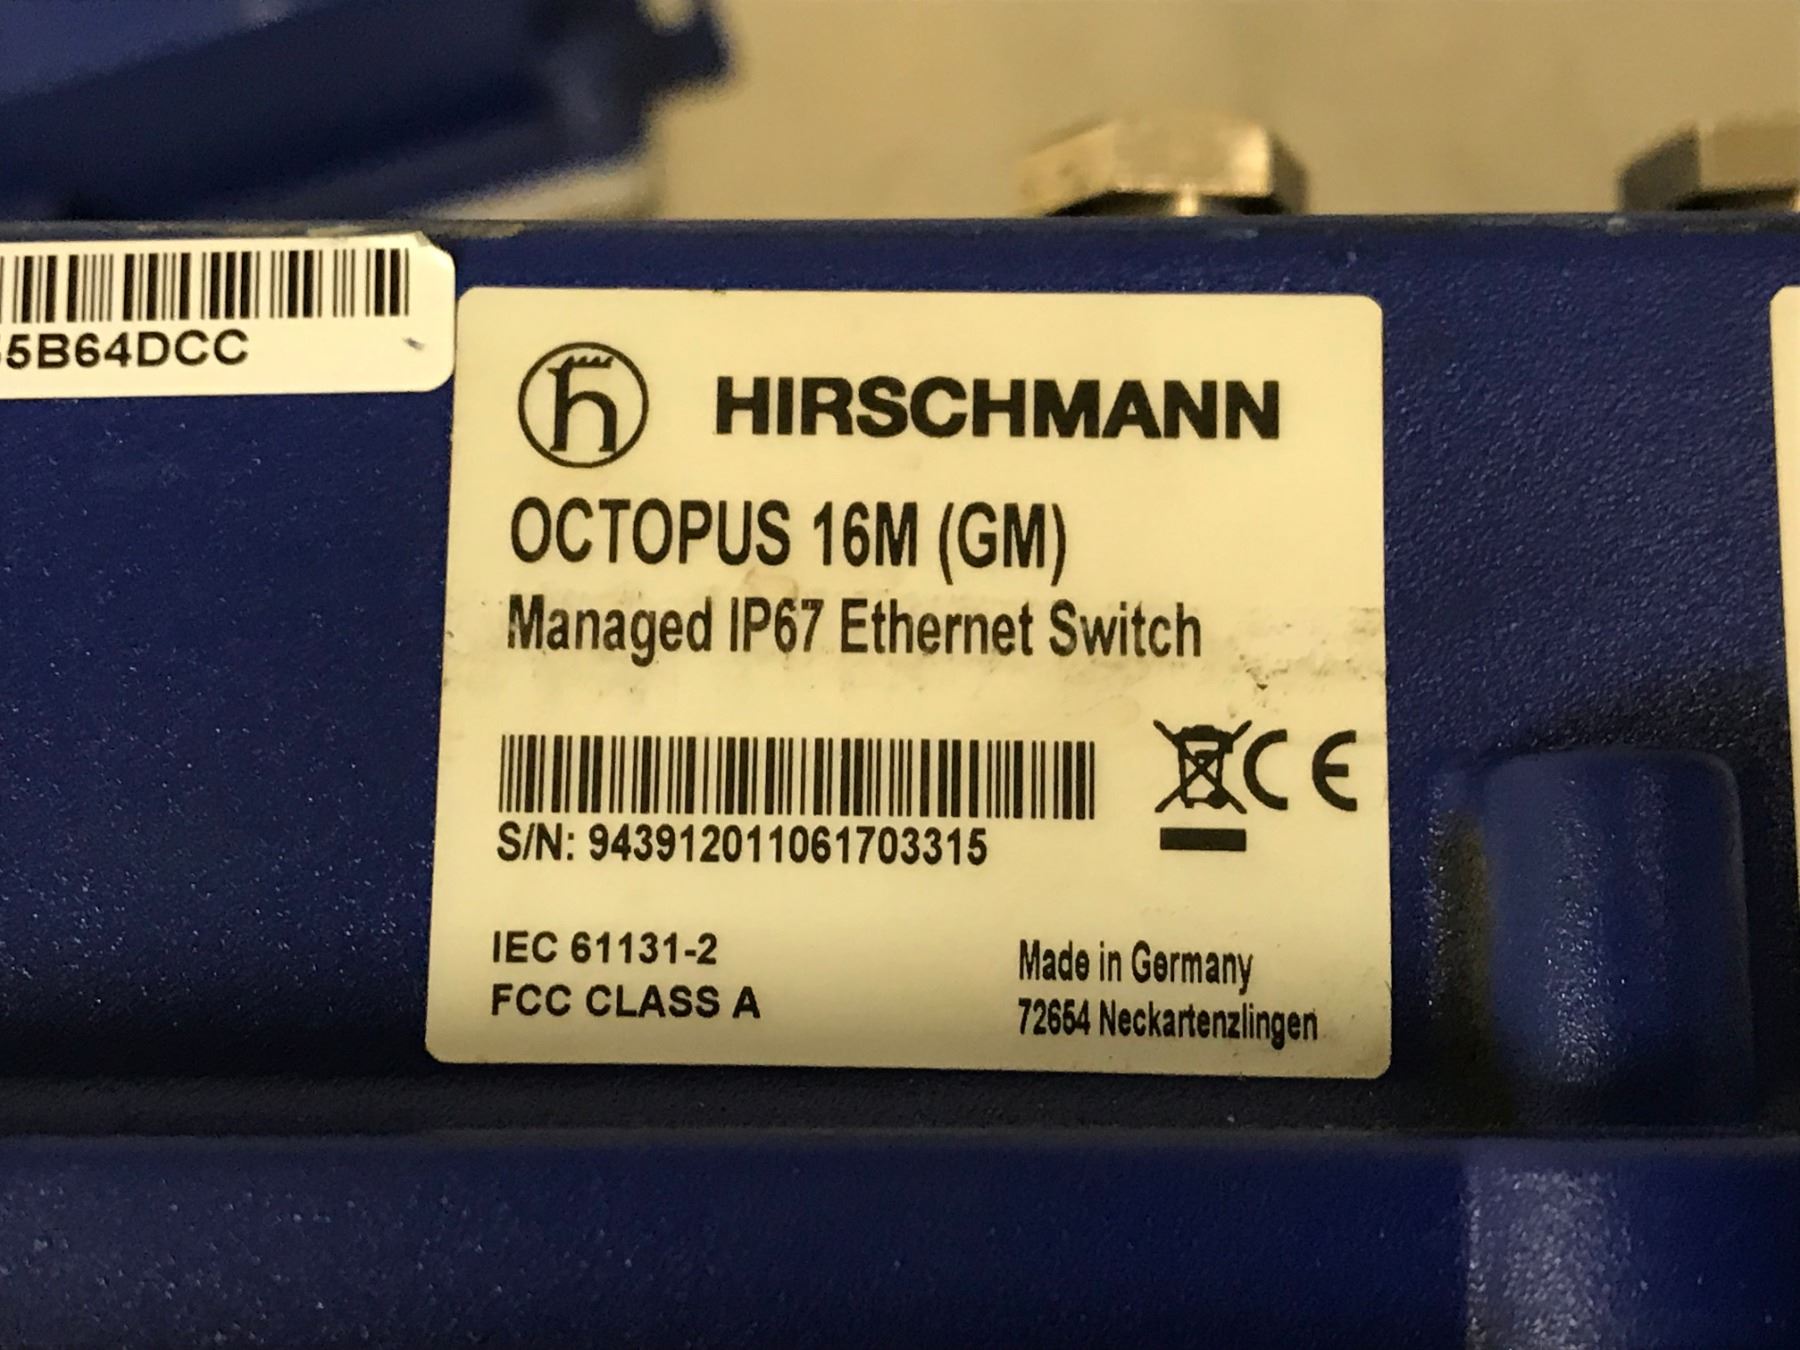 5B64DCC
HIRSCHMANN
OCTOPUS 16M (GM)
Managed IP67 Ethernet Switch
CE
S/N: 943912011061703315
IEC 61131-2
FCC CLASS A
Made in Germany
72654 Neckartenzlingen